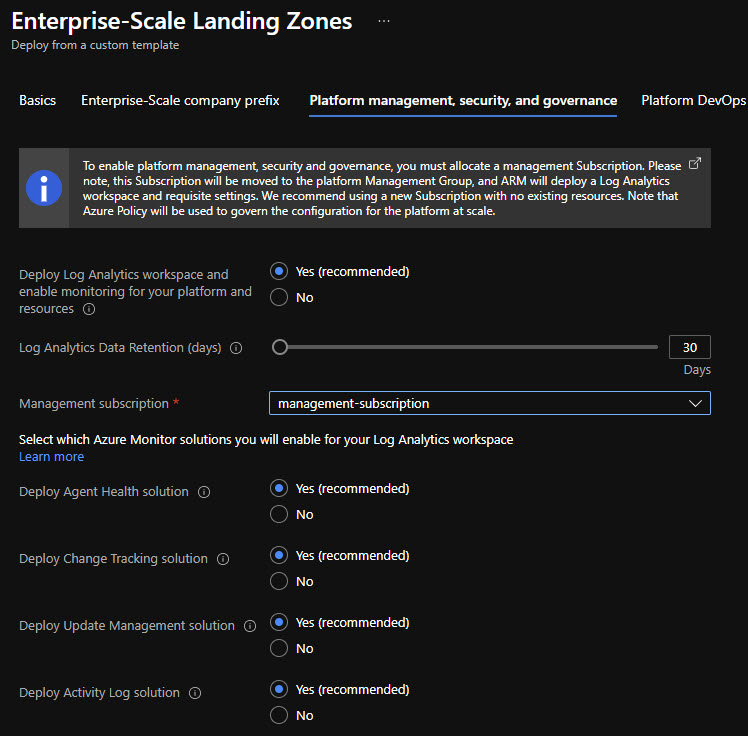 Enterprise-Scale Landing Zones ...
Deploy from a custom template
Basics Enterprise-Scale company prefix Platform management, security, and governance Platform DevOps
To enable platform management, security and governance, you must allocate a management Subscription. Please
note, this Subscription will be moved to the platform Management Group, and ARM will deploy a Log Analytics
workspace and requisite settings. We recommend using a new Subscription with no existing resources. Note that
Azure Policy will be used to govern the configuration for the platform at scale.
Deploy Log Analytics workspace and
enable monitoring for your platform and
resources
Yes (recommended)
No
Log Analytics Data Retention (days)
30
Days
Management subscription *
management-subscription
Select which Azure Monitor solutions you will enable for your Log Analytics workspace
Learn more
Deploy Agent Health solution
Yes (recommended)
No
Deploy Change Tracking solution
Yes (recommended)
No
Deploy Update Management solution
Yes (recommended)
No
Deploy Activity Log solution
Yes (recommended)
No